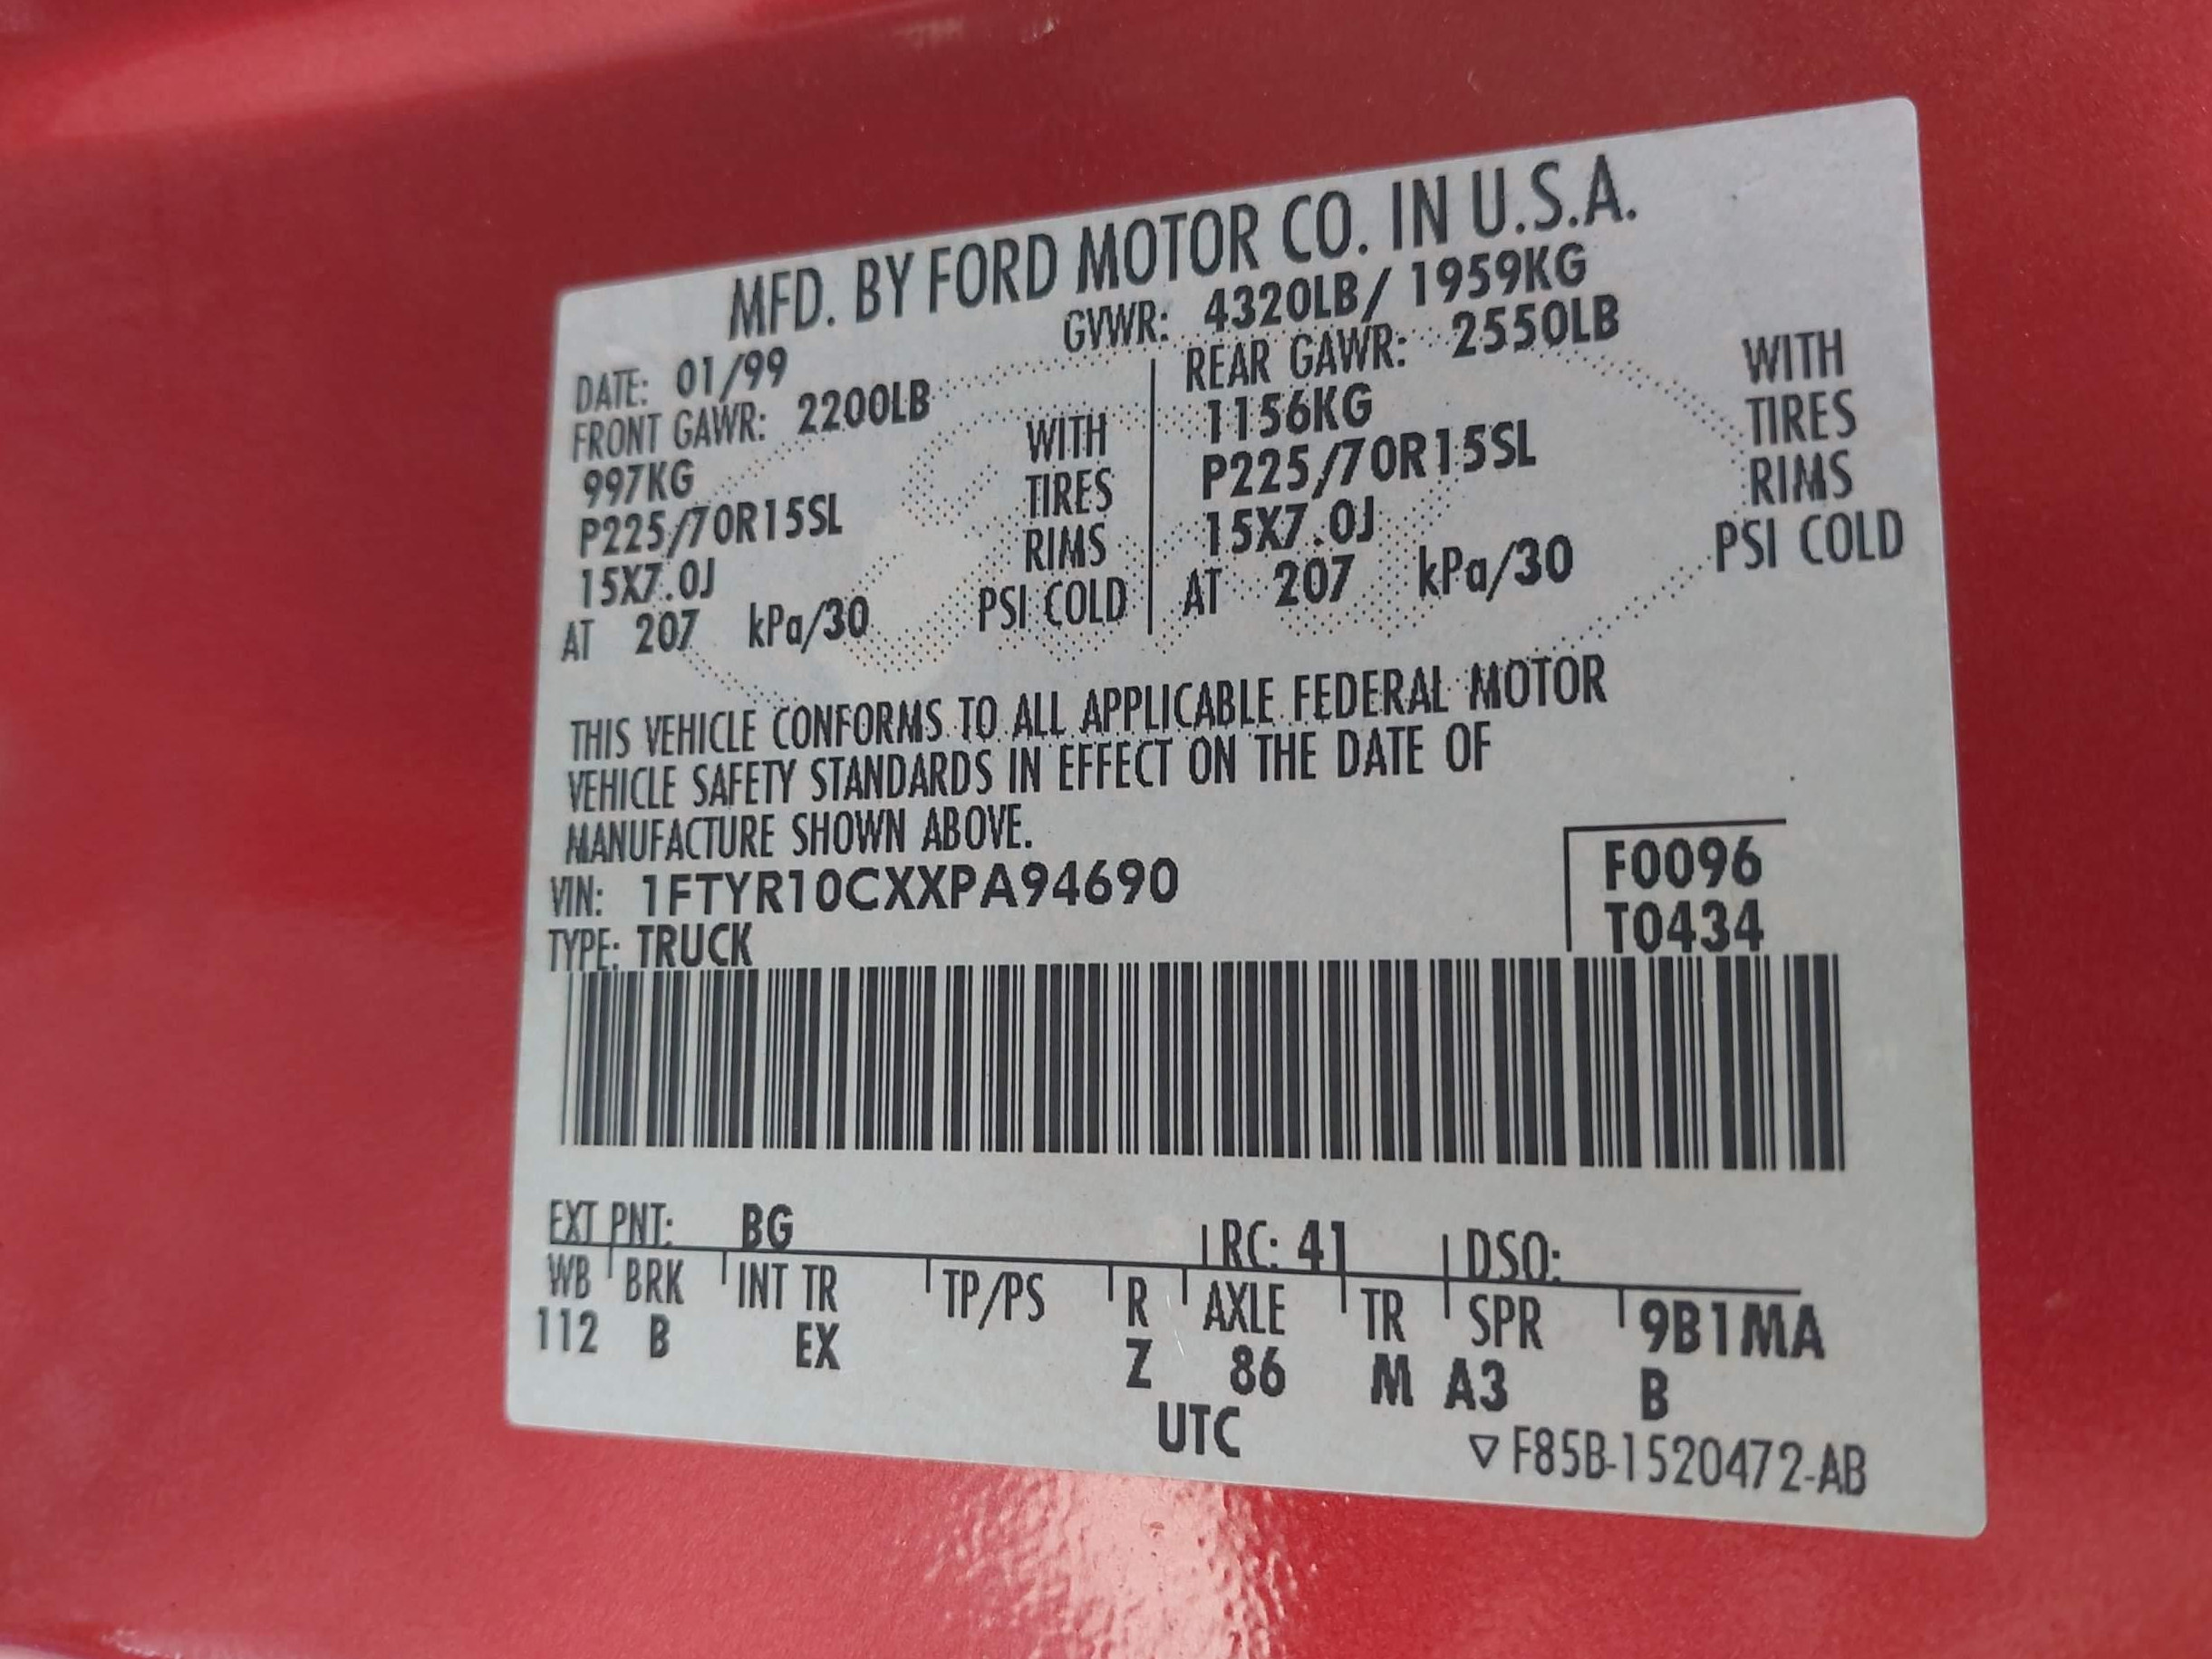 MFD. BY FORD MOTOR CO. IN U.S.A.
DATE: 01/99 GVWR: 4320LB/ 1959KG
FRONT GAWR: 2200LB REAR GAWR: 2550LB
997KG WITH 1156KG WITH
P225/70R15SL TIRES P225/70R15SL TIRES
15X7.0J RIMS 15X7.0J RIMS
AT 207 kPa/30 PSI COLD AT 207 kPa/30 PSI COLD
THIS VEHICLE CONFORMS TO ALL APPLICABLE FEDERAL MOTOR
VEHICLE SAFETY STANDARDS IN EFFECT ON THE DATE OF
MANUFACTURE SHOWN ABOVE.
VIN: 1FTYR10CXXPA94690 F0096
TYPE: TRUCK T0434
EXT PNT: BG RC: 41 DSO:
WB BRK INT TR TP/PS R AXLE TR SPR 9B1MA
112 B EX Z 86 M A3 B
UTC
▽ F85B-1520472-AB